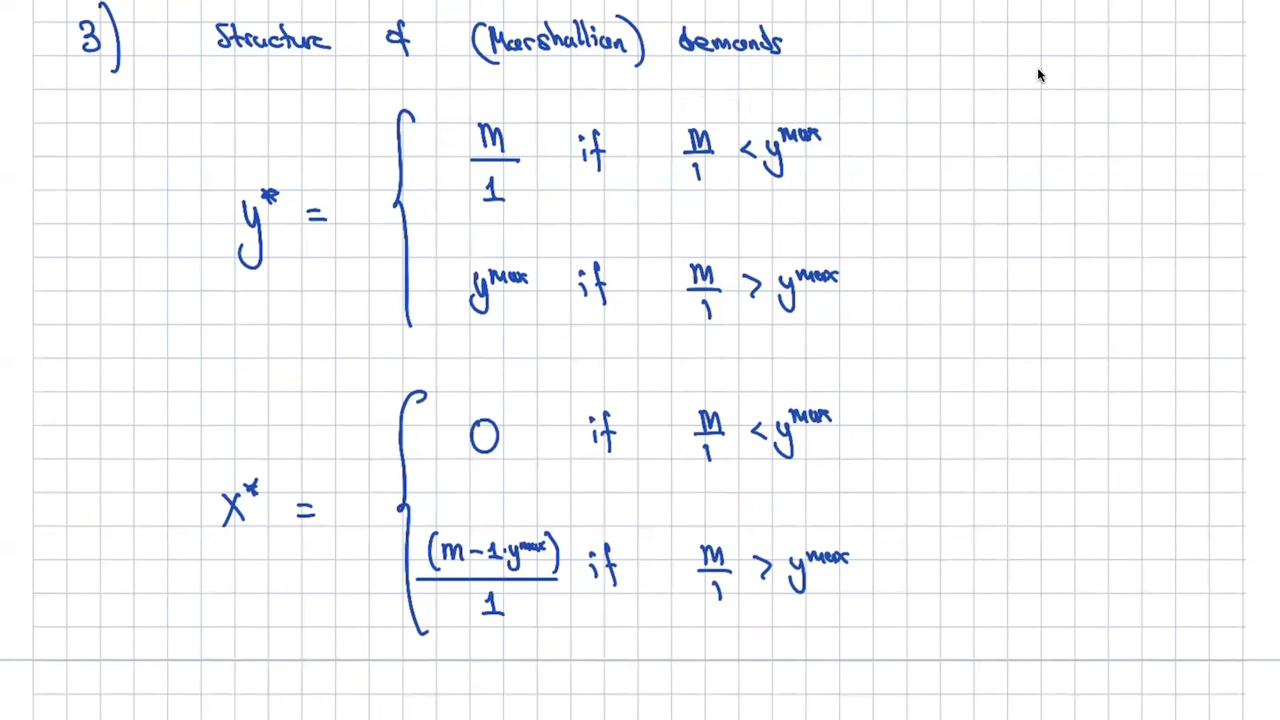 3) Structure of (Marshallian) demands
m/1 if m/1 < y^max
y* =
y^max if m/1 > y^max
0 if m/1 < y^max
x* =
(m-1·y^max)/1 if m/1 > y^max